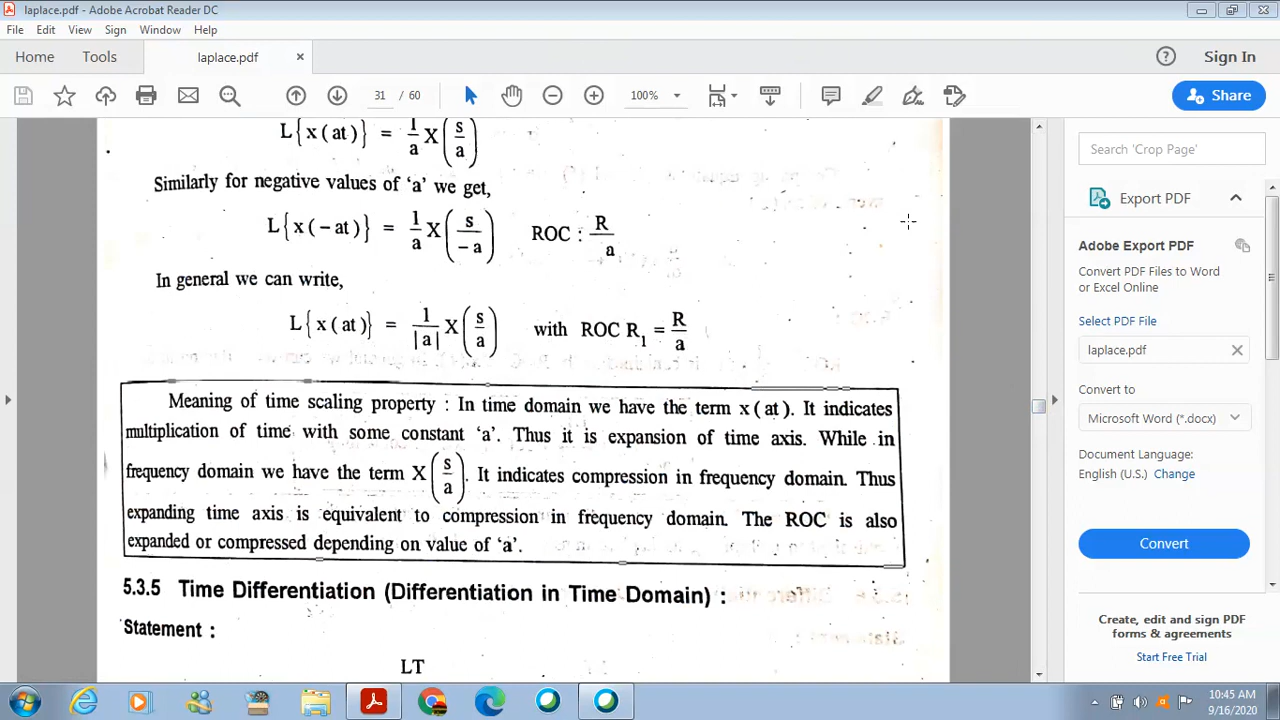 laplace.pdf - Adobe Acrobat Reader DC
File Edit View Sign Window Help
Home Tools laplace.pdf ×
Sign In
31 / 60 100% Share
L{x(at)} = 1/a X(s/a)
Similarly for negative values of ‘a’ we get,
L{x(−at)} = 1/a X(s/−a) ROC : R/a
In general we can write,
L{x(at)} = 1/|a| X(s/a) with ROC R₁ = R/a
Meaning of time scaling property : In time domain we have the term x(at). It indicates
multiplication of time with some constant ‘a’. Thus it is expansion of time axis. While in
frequency domain we have the term X(s/a). It indicates compression in frequency domain. Thus
expanding time axis is equivalent to compression in frequency domain. The ROC is also
expanded or compressed depending on value of ‘a’.
5.3.5 Time Differentiation (Differentiation in Time Domain) :
Statement :
LT
Search 'Crop Page'
Export PDF
Adobe Export PDF
Convert PDF Files to Word
or Excel Online
Select PDF File
laplace.pdf
Convert to
Microsoft Word (*.docx)
Document Language:
English (U.S.) Change
Convert
Create, edit and sign PDF
forms & agreements
Start Free Trial
10:45 AM
9/16/2020